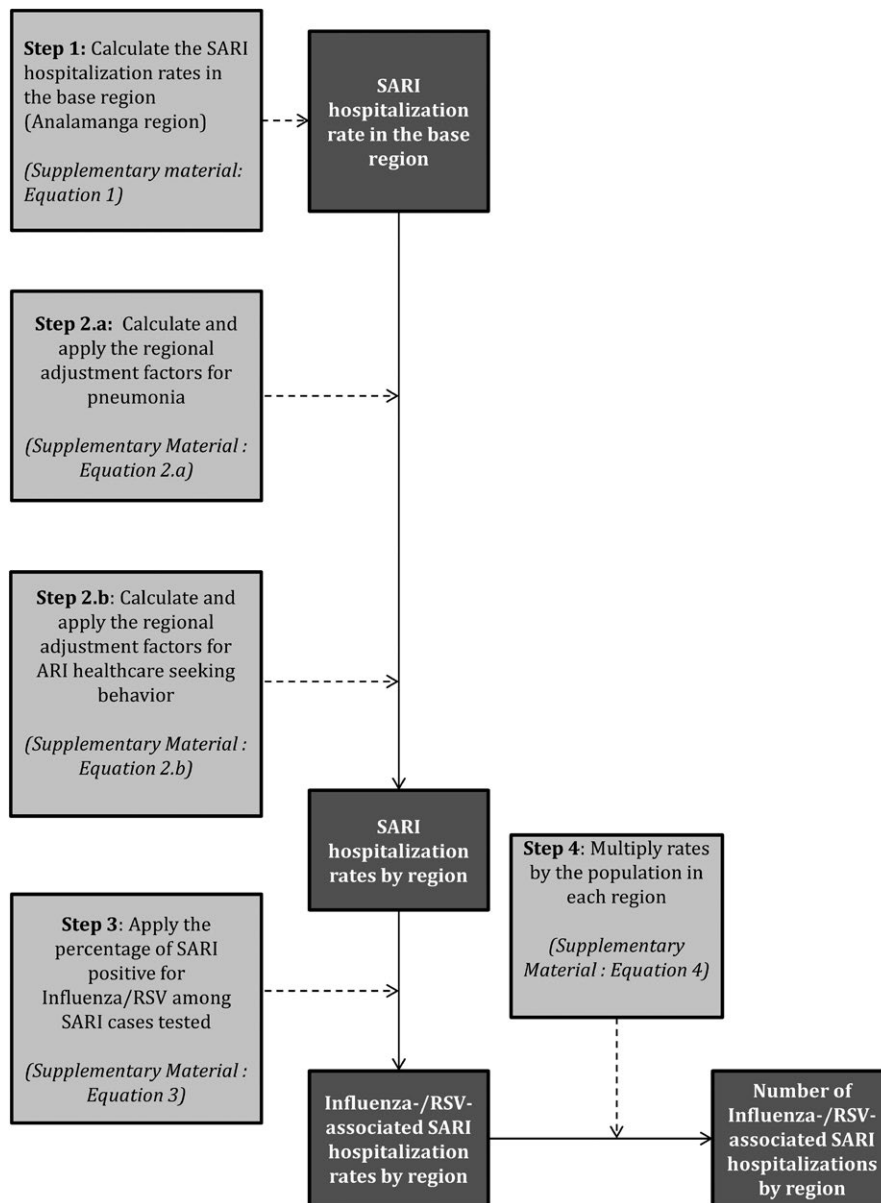 Step 1: Calculate the SARI
hospitalization rates in
the base region
(Analamanga region)
(Supplementary material:
Equation 1)
SARI
hospitalization
rate in the base
region
Step 2.a:  Calculate and
apply the regional
adjustment factors for
pneumonia
(Supplementary Material :
Equation 2.a)
Step 2.b: Calculate and
apply the regional
adjustment factors for
ARI healthcare seeking
behavior
(Supplementary Material :
Equation 2.b)
SARI
hospitalization
rates by region
Step 4: Multiply rates
by the population in
each region
(Supplementary
Material : Equation 4)
Step 3: Apply the
percentage of SARI
positive for
Influenza/RSV among
SARI cases tested
(Supplementary Material :
Equation 3)
Influenza-/RSV-
associated SARI
hospitalization
rates by region
Number of
Influenza-/RSV-
associated SARI
hospitalizations
by region